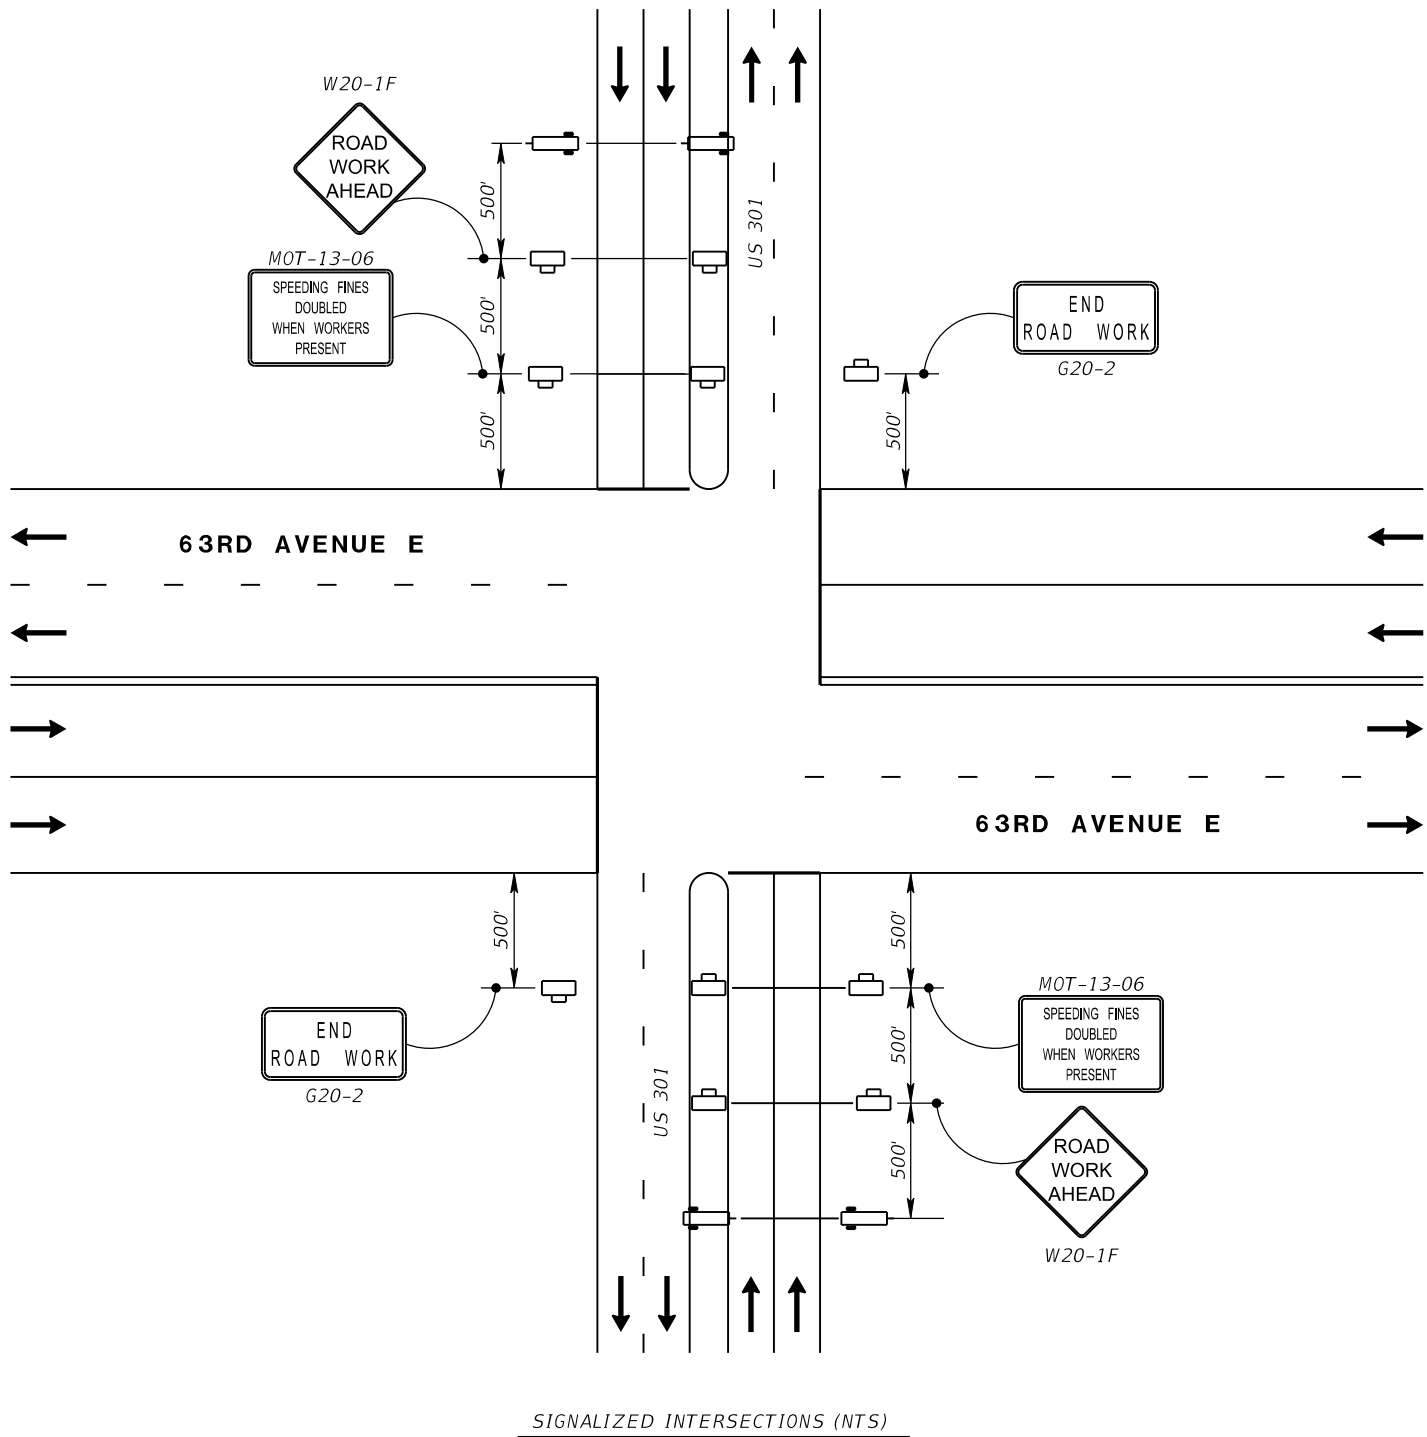 W20-1F
ROAD
WORK
AHEAD
500'
US 301
MOT-13-06
SPEEDING FINES
DOUBLED
WHEN WORKERS
PRESENT
500'
END
ROAD WORK
G20-2
500'
500'
63RD AVENUE E
63RD AVENUE E
500'
500'
MOT-13-06
SPEEDING FINES
DOUBLED
WHEN WORKERS
PRESENT
END
ROAD WORK
G20-2
500'
US 301
ROAD
WORK
AHEAD
500'
W20-1F
SIGNALIZED INTERSECTIONS (NTS)